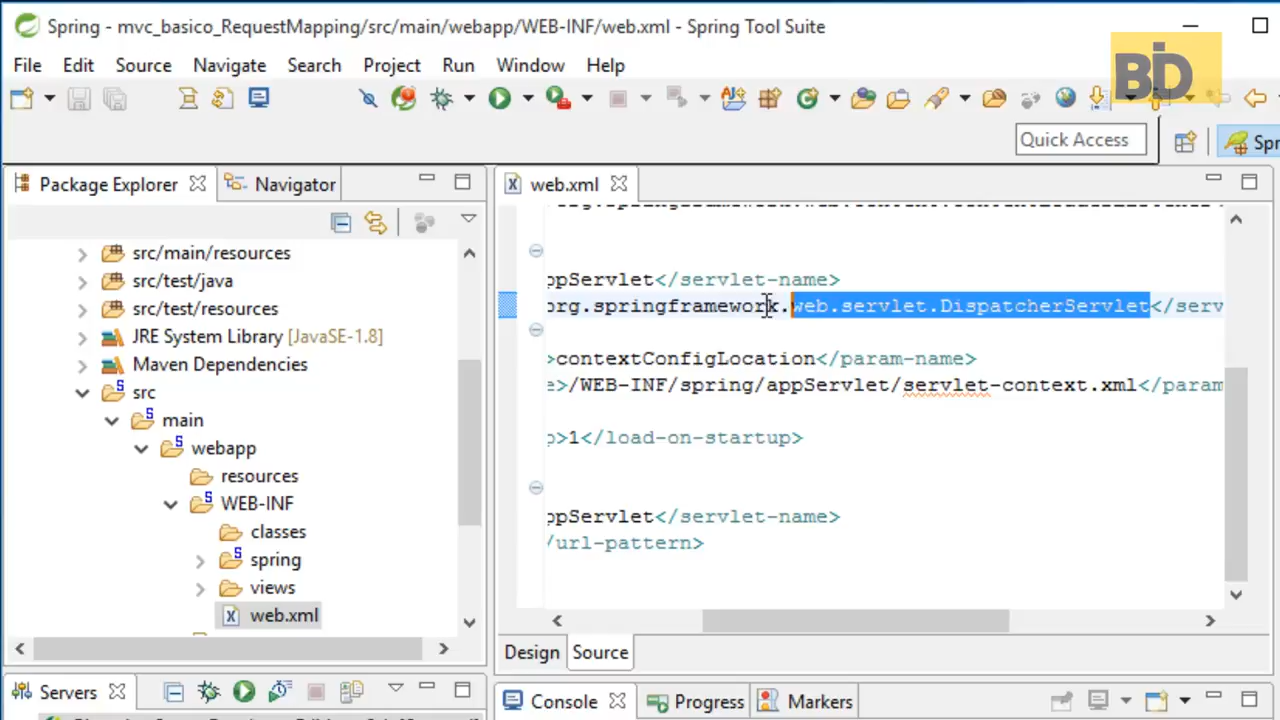 Spring - mvc_basico_RequestMapping/src/main/webapp/WEB-INF/web.xml - Spring Tool Suite
BiD
File Edit Source Navigate Search Project Run Window Help
Quick Access
Spr
Package Explorer
Navigator
web.xml
src/main/resources
src/test/java
src/test/resources
JRE System Library [JavaSE-1.8]
Maven Dependencies
src
main
webapp
resources
WEB-INF
classes
spring
views
web.xml
ppServlet</servlet-name>
org.springframework.web.servlet.DispatcherServlet</serv
>contextConfigLocation</param-name>
e>/WEB-INF/spring/appServlet/servlet-context.xml</param
p>1</load-on-startup>
ppServlet</servlet-name>
/url-pattern>
Design Source
Servers
Console
Progress
Markers